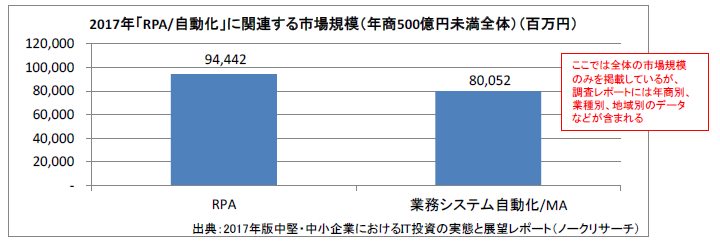 2017年「RPA/自動化」に関連する市場規模(年商500億円未満全体)(百万円)
120,000
100,000
80,000
60,000
40,000
20,000
-
94,442
80,052
RPA
業務システム自動化/MA
ここでは全体の市場規模
のみを掲載しているが、
調査レポートには年商別、
業種別、地域別のデータ
などが含まれる
出典:2017年版中堅・中小企業におけるIT投資の実態と展望レポート(ノークリサーチ)